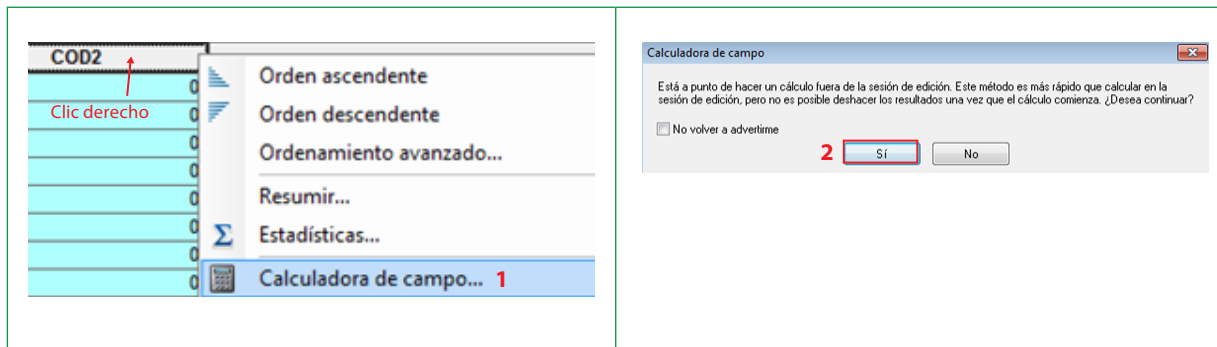 COD2
Clic derecho
0
0
0
0
0
0
0
0
Orden ascendente
Orden descendente
Ordenamiento avanzado...
Resumir...
Σ Estadísticas...
Calculadora de campo... 1
Calculadora de campo
Está a punto de hacer un cálculo fuera de la sesión de edición. Este método es más rápido que calcular en la
sesión de edición, pero no es posible deshacer los resultados una vez que el cálculo comienza. ¿Desea continuar?
No volver a advertirme
2 Sí No